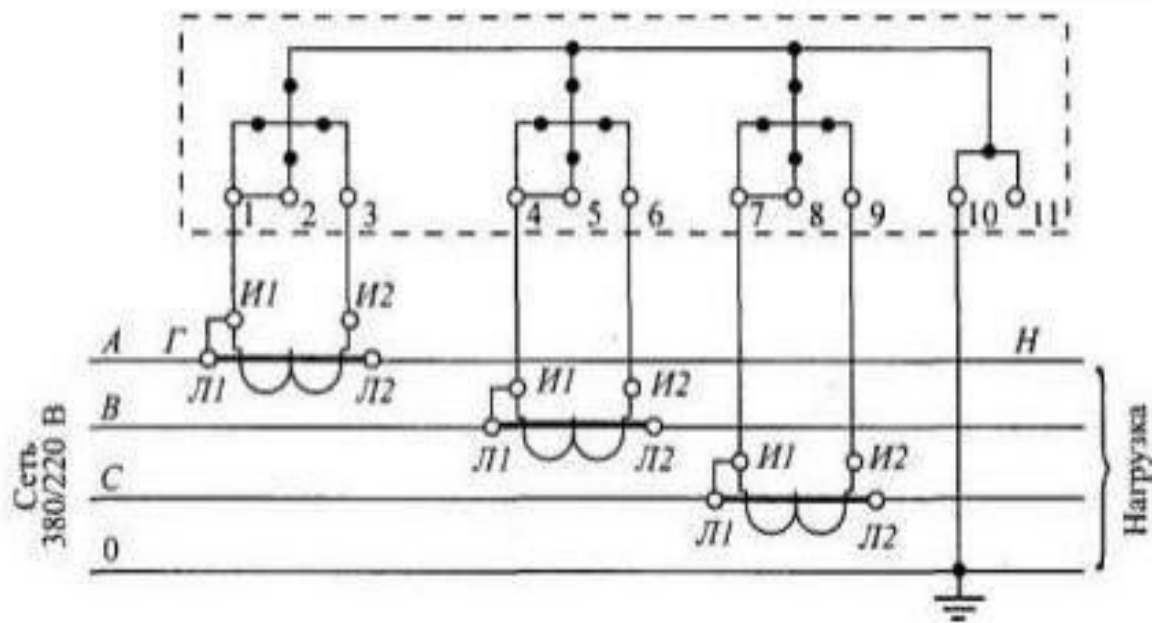 1 2 3 4 5 6 7 8 9 10 11
И1 И2
А Г Н
Л1 Л2
И1 И2
В
Л1 Л2
И1 И2
С
Л1 Л2
0
Сеть
380/220 В
Нагрузка